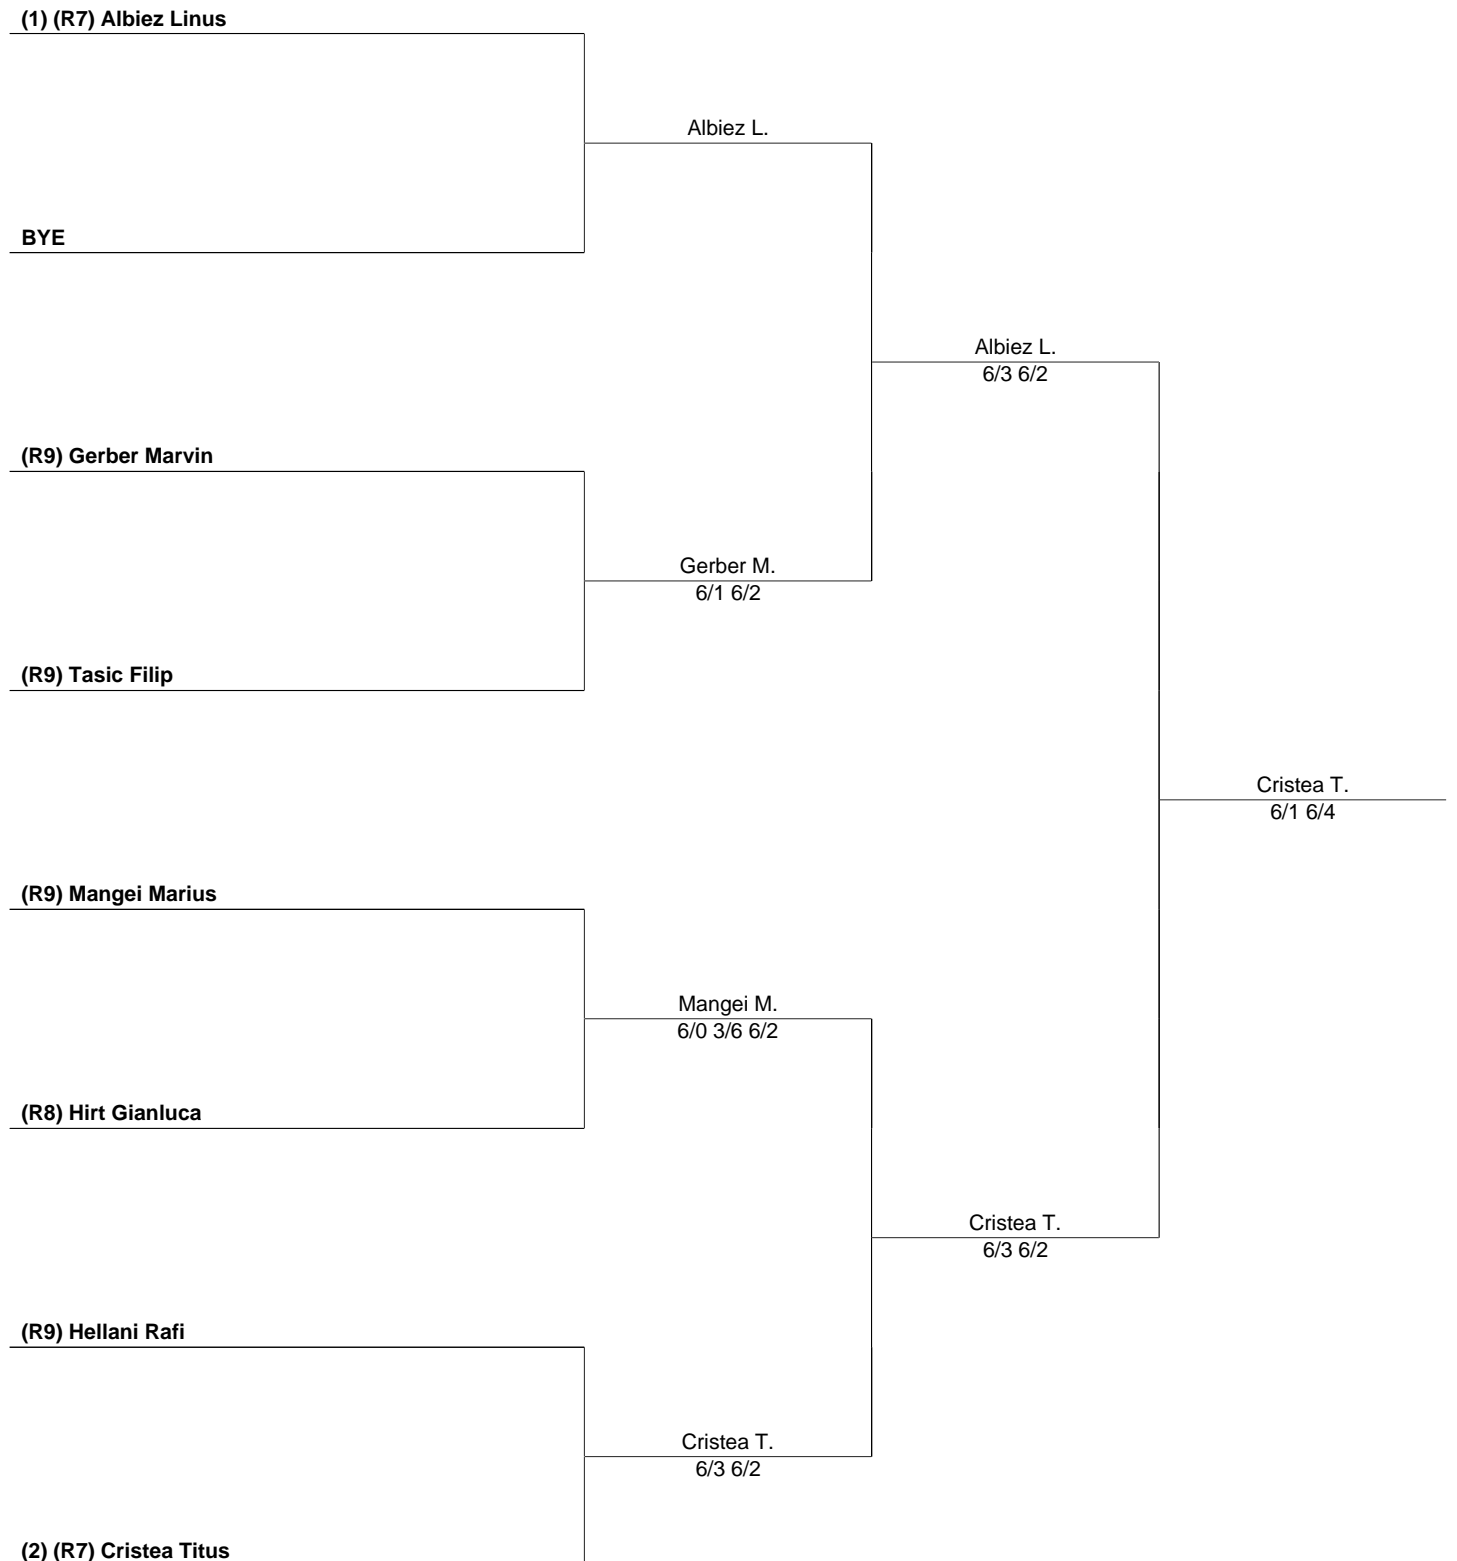 (1) (R7) Albiez Linus
Albiez L.
BYE
Albiez L.
6/3 6/2
(R9) Gerber Marvin
Gerber M.
6/1 6/2
(R9) Tasic Filip
Cristea T.
6/1 6/4
(R9) Mangei Marius
Mangei M.
6/0 3/6 6/2
(R8) Hirt Gianluca
Cristea T.
6/3 6/2
(R9) Hellani Rafi
Cristea T.
6/3 6/2
(2) (R7) Cristea Titus